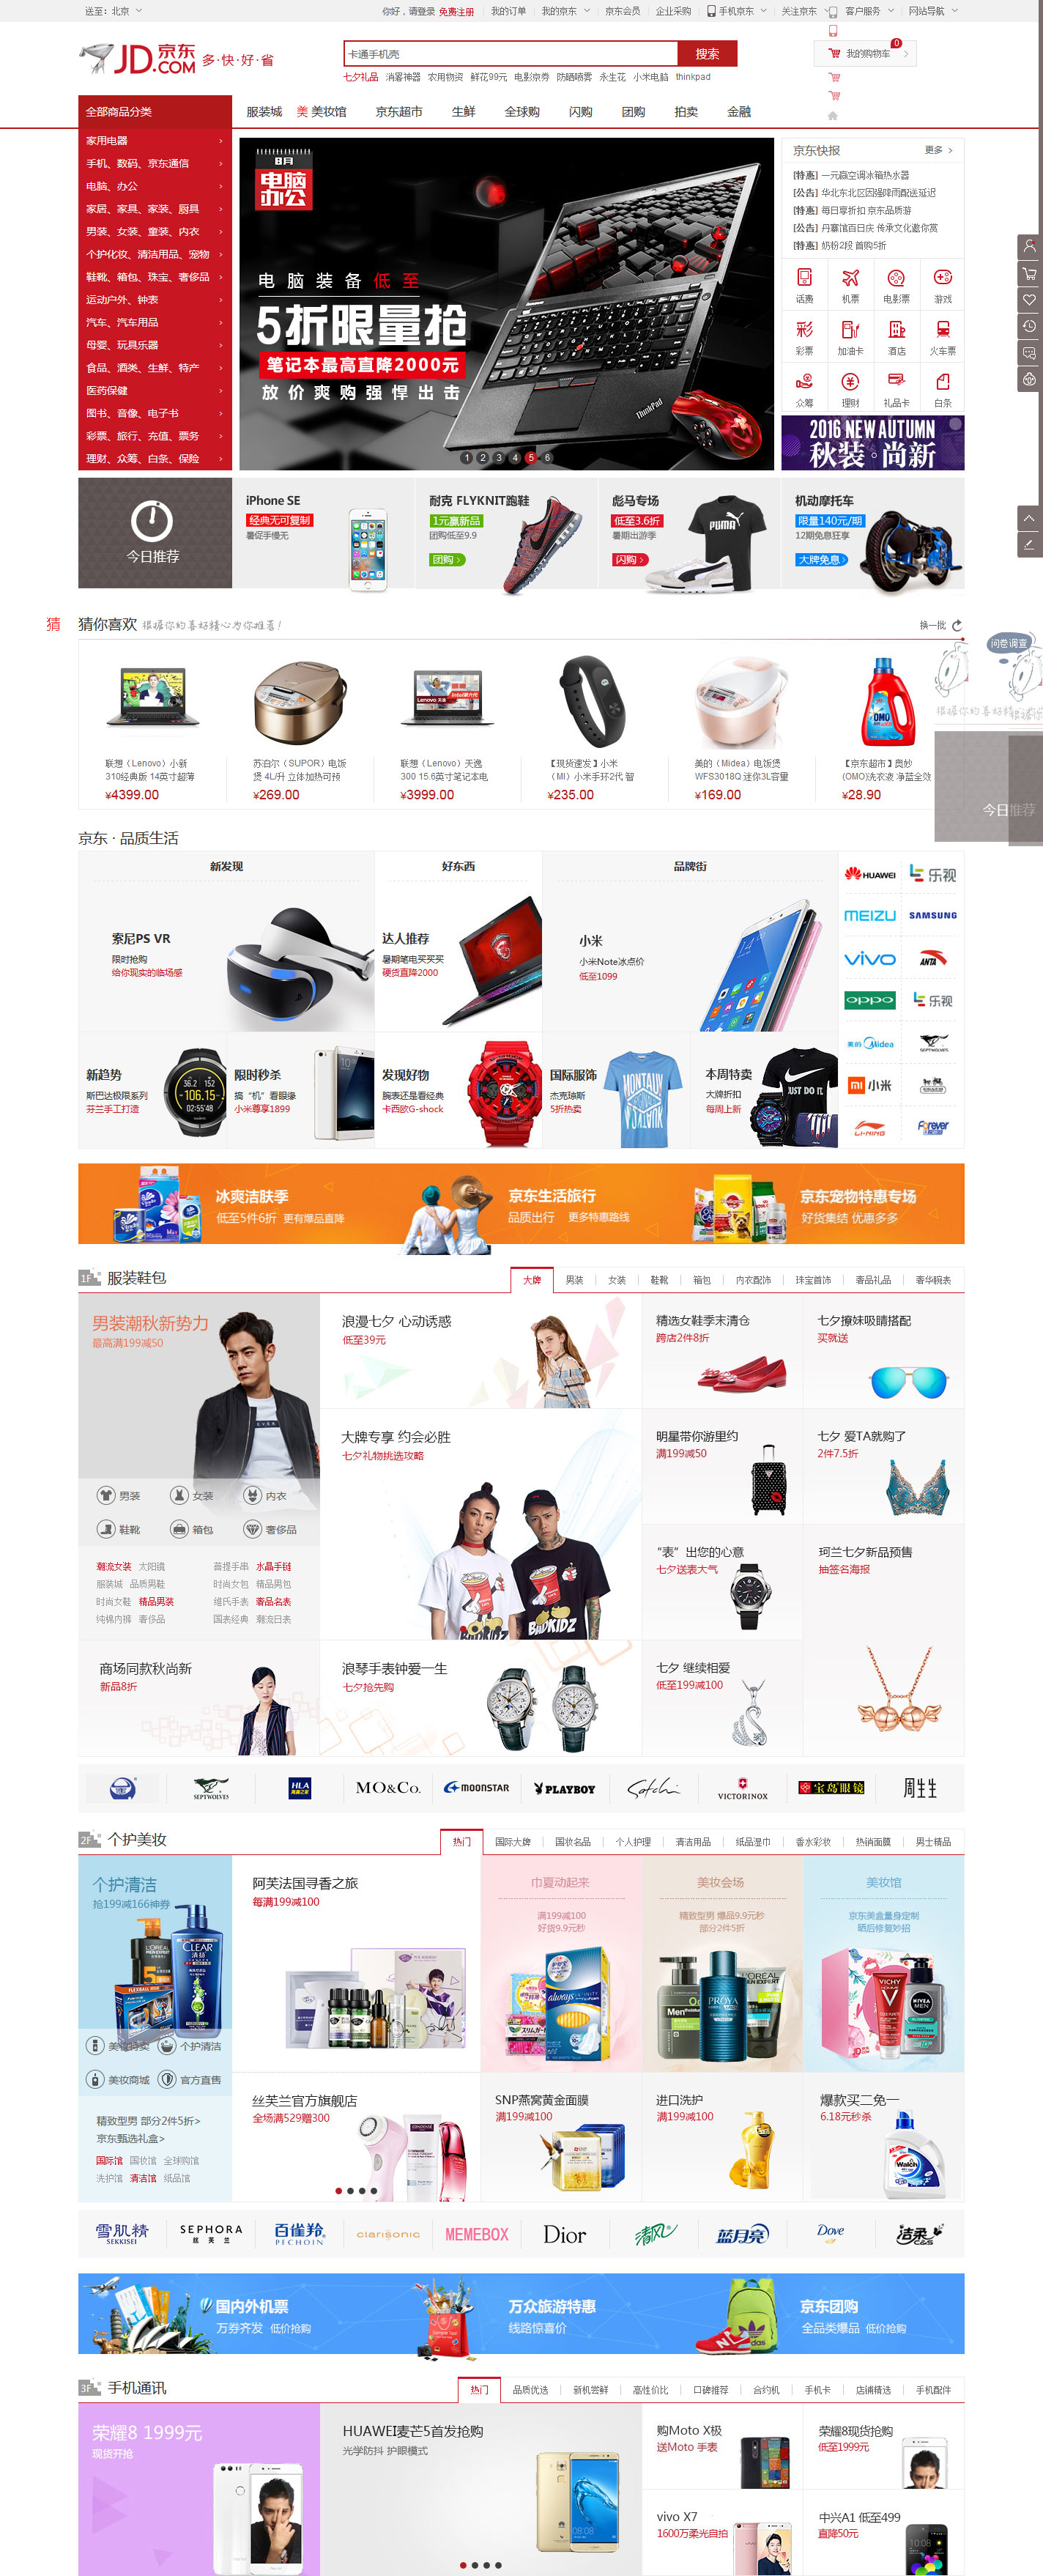 送至：北京
你好，请登录 免费注册
我的订单
我的京东
京东会员
企业采购
手机京东
关注京东
客户服务
网站导航
JD 京东
.COM 多·快·好·省
卡通手机壳
搜索
0
我的购物车
七夕礼品 消雾神器 农用物资 鲜花99元 电影京券 防晒喷雾 永生花 小米电脑 thinkpad
全部商品分类
服装城
美 美妆馆
京东超市
生鲜
全球购
闪购
团购
拍卖
金融
家用电器
手机、数码、京东通信
电脑、办公
家居、家具、家装、厨具
男装、女装、童装、内衣
个护化妆，清洁用品、宠物
鞋靴、箱包、珠宝、奢侈品
运动户外、钟表
汽车、汽车用品
母婴、玩具乐器
食品、酒类、生鲜、特产
医药保健
图书、音像、电子书
彩票、旅行、充值、票务
理财、众筹、白条、保险
8月
电脑
办公
电脑装备低至
5折限量抢
笔记本最高直降2000元
放价爽购强悍出击
ThinkPad
1 2 3 4 5 6
京东快报
更多
[特惠] 一元赢空调冰箱热水器
[公告] 华北东北区因强降雨配送延迟
[特惠] 每日享折扣 京东品质游
[公告] 丹寨馆百日庆 传承文化邀你赏
[特惠] 奶粉2段 首购5折
话费
机票
电影票
游戏
彩票
加油卡
酒店
火车票
众筹
理财
礼品卡
白条
2016 NEW AUTUMN
秋装。尚新
今日推荐
iPhone SE
经典无可复制
暑促手慢无
耐克 FLYKNIT跑鞋
1元赢新品
团购低至9.9
团购
彪马专场
低至3.6折
暑期出游季
闪购
PUMA
机动摩托车
限量140元/期
12期免息狂享
大牌免息
猜
猜你喜欢 根据你的喜好精心为你推荐！
换一批
问卷调查
联想（Lenovo）小新
310经典版 14英寸超薄
¥4399.00
苏泊尔（SUPOR）电饭
煲 4L/升 立体加热可预
¥269.00
联想（Lenovo）天逸
300 15.6英寸笔记本电
¥3999.00
【现货速发】小米
（MI）小米手环2代 智
¥235.00
美的（Midea）电饭煲
WFS3018Q 迷你3L容量
¥169.00
【京东超市】奥妙
(OMO)洗衣液 净蓝全效
¥28.90
OMO
今日推荐
京东 · 品质生活
新发现
好东西
品牌街
索尼PS VR
限时抢购
给你现实的临场感
达人推荐
暑期笔电买买买
硬货直降2000
小米
小米Note冰点价
低至1099
HUAWEI
乐视
MEIZU
SAMSUNG
vivo
ANTA
oppo
乐视
美的 Midea
SEPTWOLVES
小米
LI-NING
Forever
新趋势
斯巴达极限系列
芬兰手工打造
36.2 152
106.15
02:55'48
限时秒杀
搞“机”看眼缘
小米尊享1899
发现好物
腕表还是看经典
卡西欧G-shock
国际服饰
杰克琼斯
5折热卖
MONTAUK
本周特卖
大牌折扣
每周上新
JUST DO IT.
冰爽洁肤季
低至5件6折 更有爆品直降
京东生活旅行
品质出行 更多特惠路线
京东宠物特惠专场
好货集结 优惠多多
1F 服装鞋包
大牌
男装
女装
鞋靴
箱包
内衣配饰
珠宝首饰
奢品礼品
奢华腕表
男装潮秋新势力
最高满199减50
男装
女装
内衣
鞋靴
箱包
奢侈品
潮流女装 太阳镜
菩提手串 水晶手链
服装城 品质男鞋
时尚女包 精品男包
时尚女鞋 精品男装
维氏手表 奢品名表
纯棉内裤 奢侈品
国表经典 潮流日表
浪漫七夕 心动诱惑
低至39元
大牌专享 约会必胜
七夕礼物挑选攻略
BADKIDZ
精选女鞋季末清仓
跨店2件8折
七夕撩妹吸睛搭配
买就送
明星带你游里约
满199减50
七夕 爱TA就购了
2件7.5折
“表”出您的心意
七夕送表大气
珂兰七夕新品预售
抽签名海报
商场同款秋尚新
新品8折
浪琴手表钟爱一生
七夕抢先购
七夕 继续相爱
低至199减100
SEPTWOLVES
HLA
MO&Co.
MOONSTAR
PLAYBOY
Satchi
VICTORINOX
宝岛眼镜
周生生
2F 个护美妆
热门
国际大牌
国妆名品
个人护理
清洁用品
纸品湿巾
香水彩妆
热销面膜
男士精品
个护清洁
抢199减166神券
CLEAR
清扬
美妆特卖
个护清洁
美妆商城
官方直售
精致型男 部分2件5折>
京东甄选礼盒>
国际馆 国妆馆 全球购馆
洗护馆 清洁馆 纸品馆
阿芙法国寻香之旅
每满199减100
巾夏动起来
满199减100
好货9.9元秒
always
美妆会场
精致型男 爆品9.9元秒
部分2件5折
PROYA
L'OREAL
MEN EXPERT
美妆馆
京东美盒量身定制
晒后修复妙招
VICHY
NIVEA
MEN
丝芙兰官方旗舰店
全场满529赠300
SNP燕窝黄金面膜
满199减100
进口洗护
满199减100
爆款买二免一
6.18元秒杀
Walch
雪肌精
SEKKISEI
SEPHORA
丝芙兰
百雀羚
PECHOIN
clarisonic
MEMEBOX
Dior
清风
蓝月亮
Dove
洁柔
C&S
国内外机票
万券齐发 低价抢购
万众旅游特惠
线路惊喜价
京东团购
全品类爆品 低价抢购
adidas
3F 手机通讯
热门
品质优选
新机尝鲜
高性价比
口碑推荐
合约机
手机卡
店铺精选
手机配件
荣耀8 1999元
现货开抢
HUAWEI麦芒5首发抢购
光学防抖 护眼模式
08:08
购Moto X极
送Moto 手表
荣耀8现货抢购
低至1999元
vivo X7
1600万柔光自拍
中兴A1 低至499
直降50元